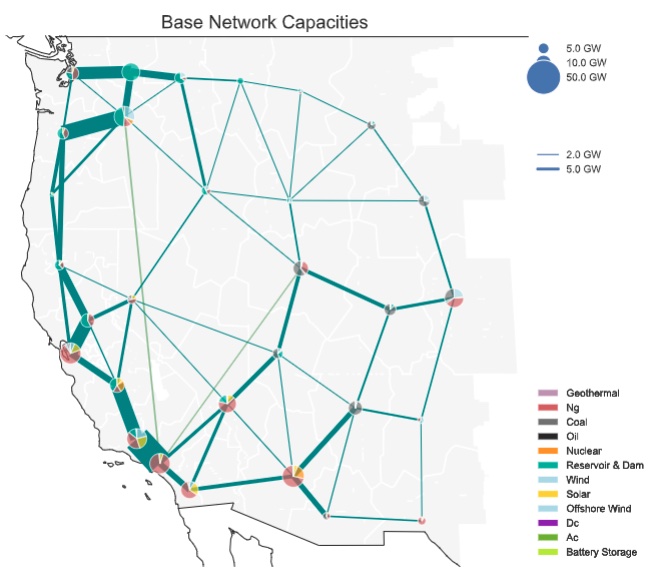 Base Network Capacities
5.0 GW
10.0 GW
50.0 GW
2.0 GW
5.0 GW
Geothermal
Ng
Coal
Oil
Nuclear
Reservoir & Dam
Wind
Solar
Offshore Wind
Dc
Ac
Battery Storage